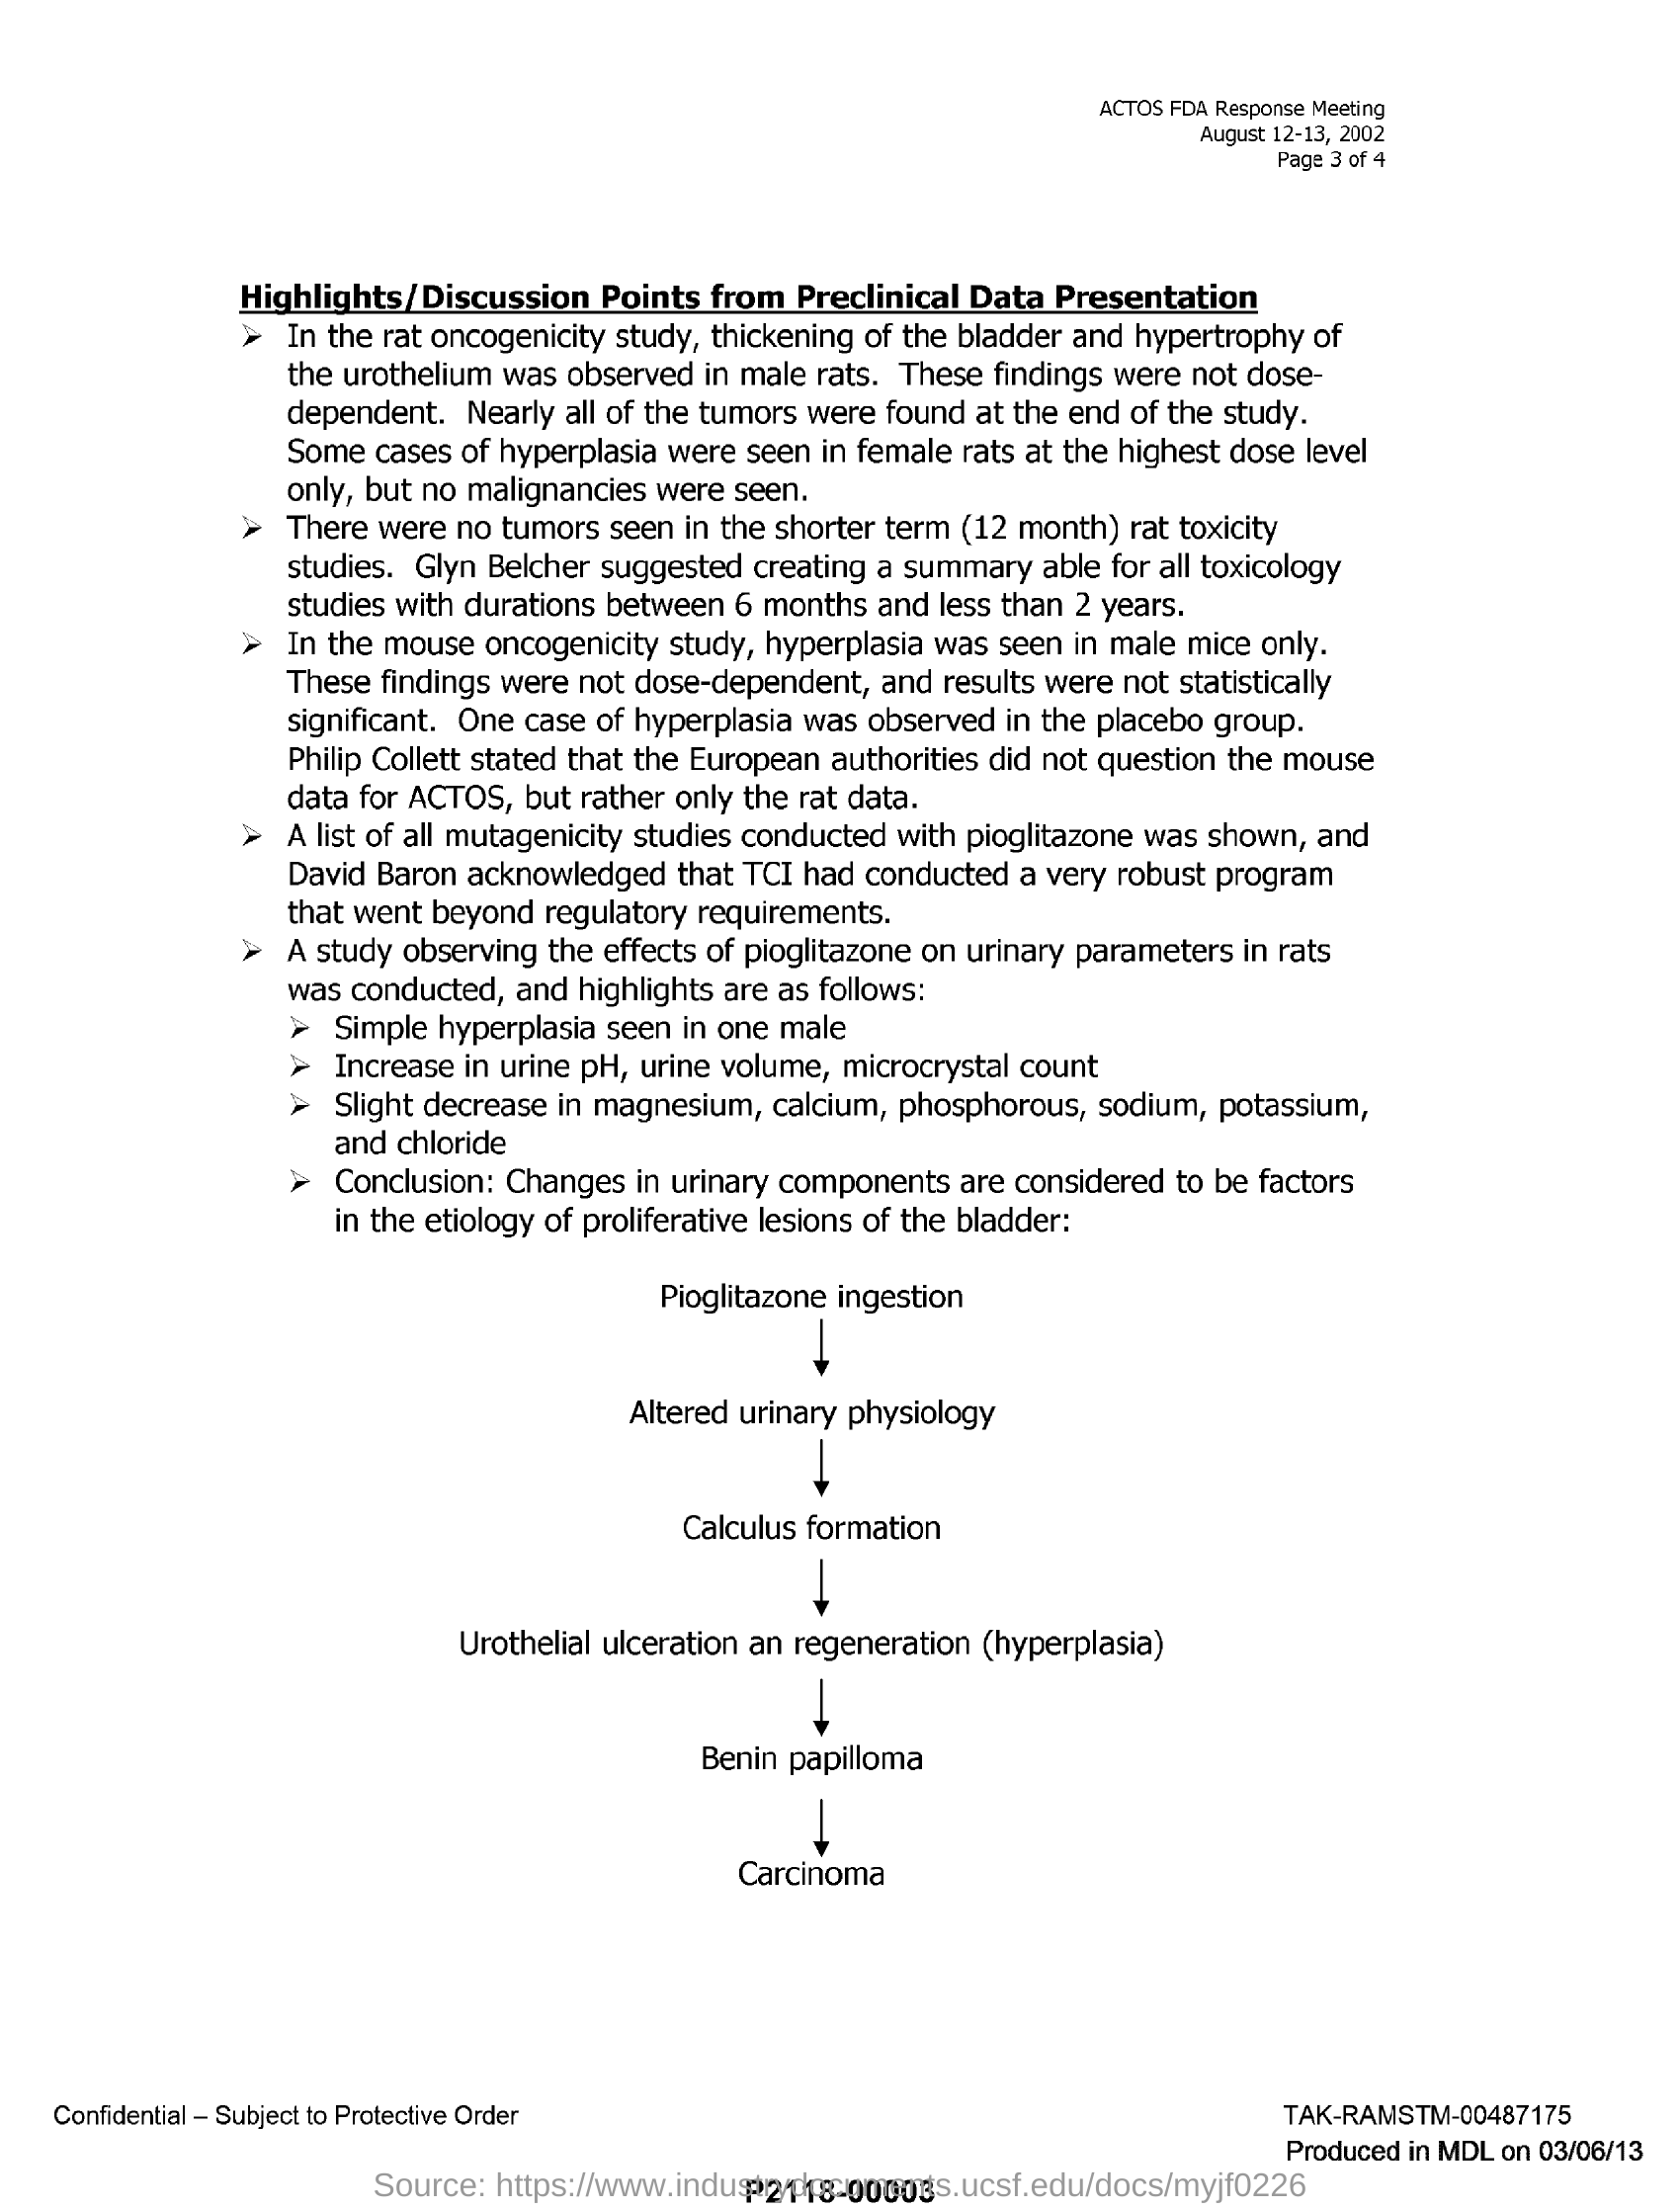 ACTOS FDA Response Meeting
August 12-13, 2002
Page 3 of 4
Highlights/Discussion Points from Preclinical Data Presentation
➢ In the rat oncogenicity study, thickening of the bladder and hypertrophy of
the urothelium was observed in male rats.  These findings were not dose-
dependent.  Nearly all of the tumors were found at the end of the study.
Some cases of hyperplasia were seen in female rats at the highest dose level
only, but no malignancies were seen.
➢ There were no tumors seen in the shorter term (12 month) rat toxicity
studies.  Glyn Belcher suggested creating a summary able for all toxicology
studies with durations between 6 months and less than 2 years.
➢ In the mouse oncogenicity study, hyperplasia was seen in male mice only.
These findings were not dose-dependent, and results were not statistically
significant.  One case of hyperplasia was observed in the placebo group.
Philip Collett stated that the European authorities did not question the mouse
data for ACTOS, but rather only the rat data.
➢ A list of all mutagenicity studies conducted with pioglitazone was shown, and
David Baron acknowledged that TCI had conducted a very robust program
that went beyond regulatory requirements.
➢ A study observing the effects of pioglitazone on urinary parameters in rats
was conducted, and highlights are as follows:
➢ Simple hyperplasia seen in one male
➢ Increase in urine pH, urine volume, microcrystal count
➢ Slight decrease in magnesium, calcium, phosphorous, sodium, potassium,
and chloride
➢ Conclusion: Changes in urinary components are considered to be factors
in the etiology of proliferative lesions of the bladder:
Pioglitazone ingestion
Altered urinary physiology
Calculus formation
Urothelial ulceration an regeneration (hyperplasia)
Benin papilloma
Carcinoma
Confidential – Subject to Protective Order
TAK-RAMSTM-00487175
Produced in MDL on 03/06/13
Source: https://www.industrydocuments.ucsf.edu/docs/myjf0226
P2118-00003